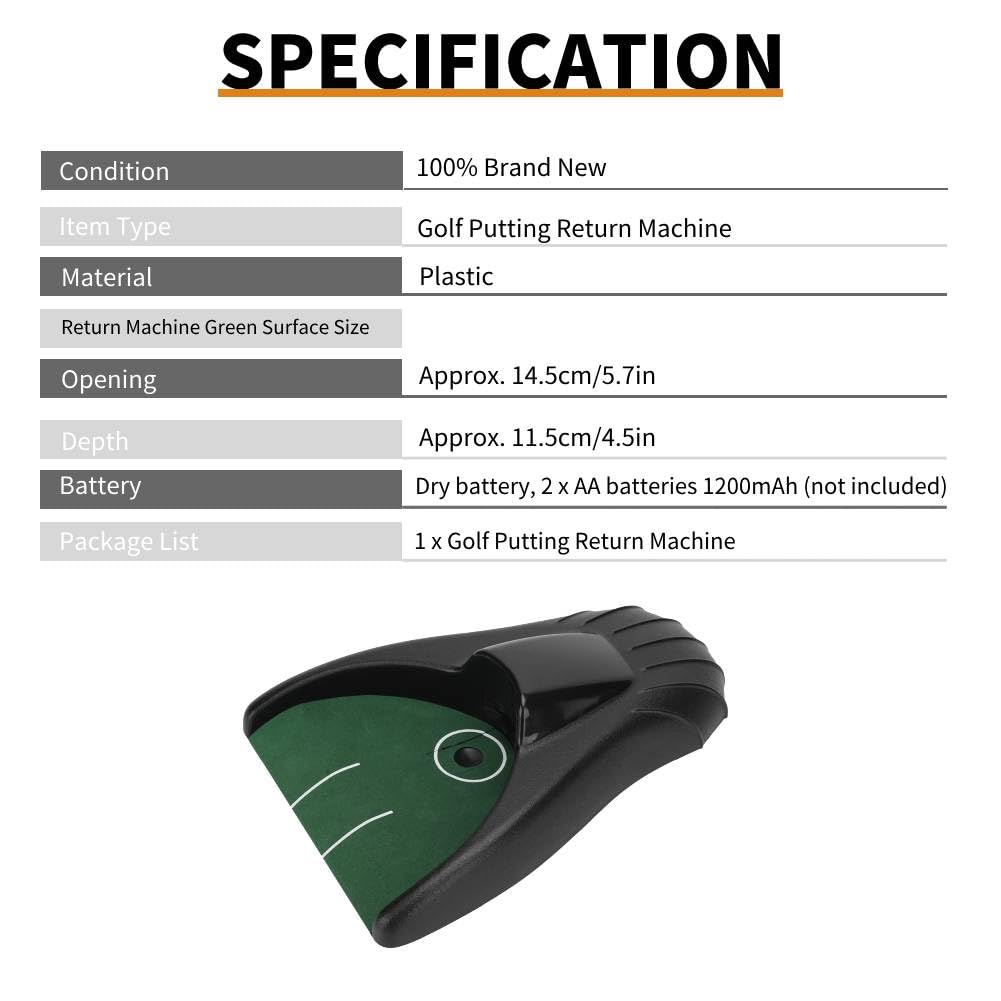 SPECIFICATION
Condition 100% Brand New
Item Type Golf Putting Return Machine
Material Plastic
Return Machine Green Surface Size
Opening Approx. 14.5cm/5.7in
Depth Approx. 11.5cm/4.5in
Battery Dry battery, 2 x AA batteries 1200mAh (not included)
Package List 1 x Golf Putting Return Machine